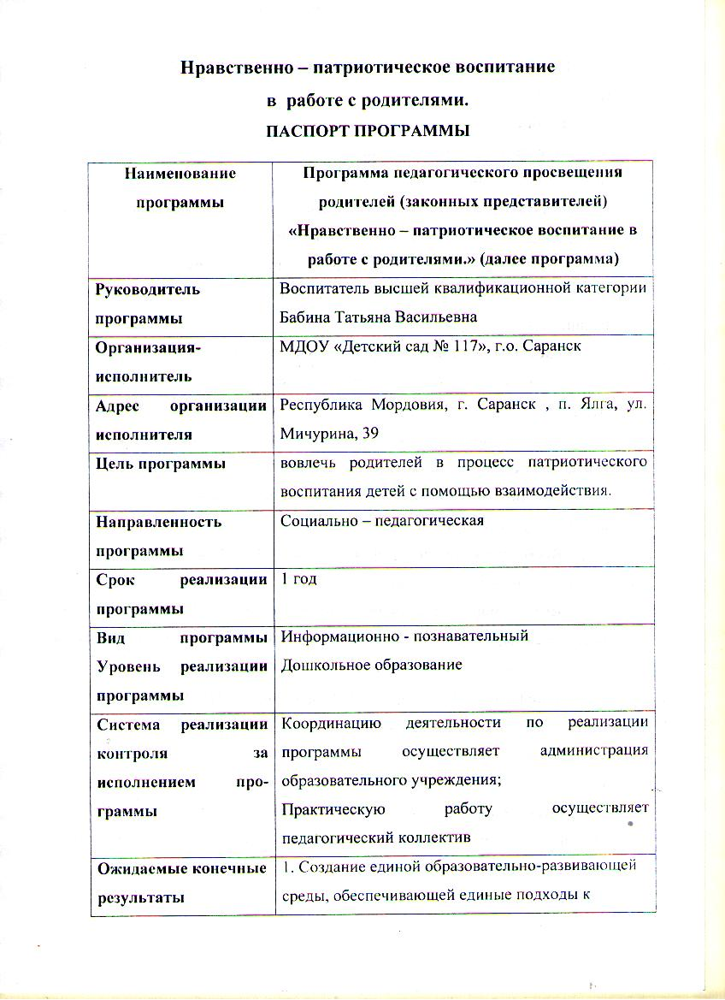 Нравственно – патриотическое воспитание
в работе с родителями.
ПАСПОРТ ПРОГРАММЫ
Наименование
программы
Программа педагогического просвещения
родителей (законных представителей)
«Нравственно – патриотическое воспитание в
работе с родителями.» (далее программа)
Руководитель
программы
Воспитатель высшей квалификационной категории
Бабина Татьяна Васильевна
Организация-
исполнитель
МДОУ «Детский сад № 117», г.о. Саранск
Адрес организации
исполнителя
Республика Мордовия, г. Саранск , п. Ялга, ул.
Мичурина, 39
Цель программы
вовлечь родителей в процесс патриотического
воспитания детей с помощью взаимодействия.
Направленность
программы
Социально – педагогическая
Срок реализации
программы
1 год
Вид программы
Уровень реализации
программы
Информационно - познавательный
Дошкольное образование
Система реализации
контроля за
исполнением про-
граммы
Координацию деятельности по реализации
программы осуществляет администрация
образовательного учреждения;
Практическую работу осуществляет
педагогический коллектив
Ожидаемые конечные
результаты
1. Создание единой образовательно-развивающей
среды, обеспечивающей единые подходы к